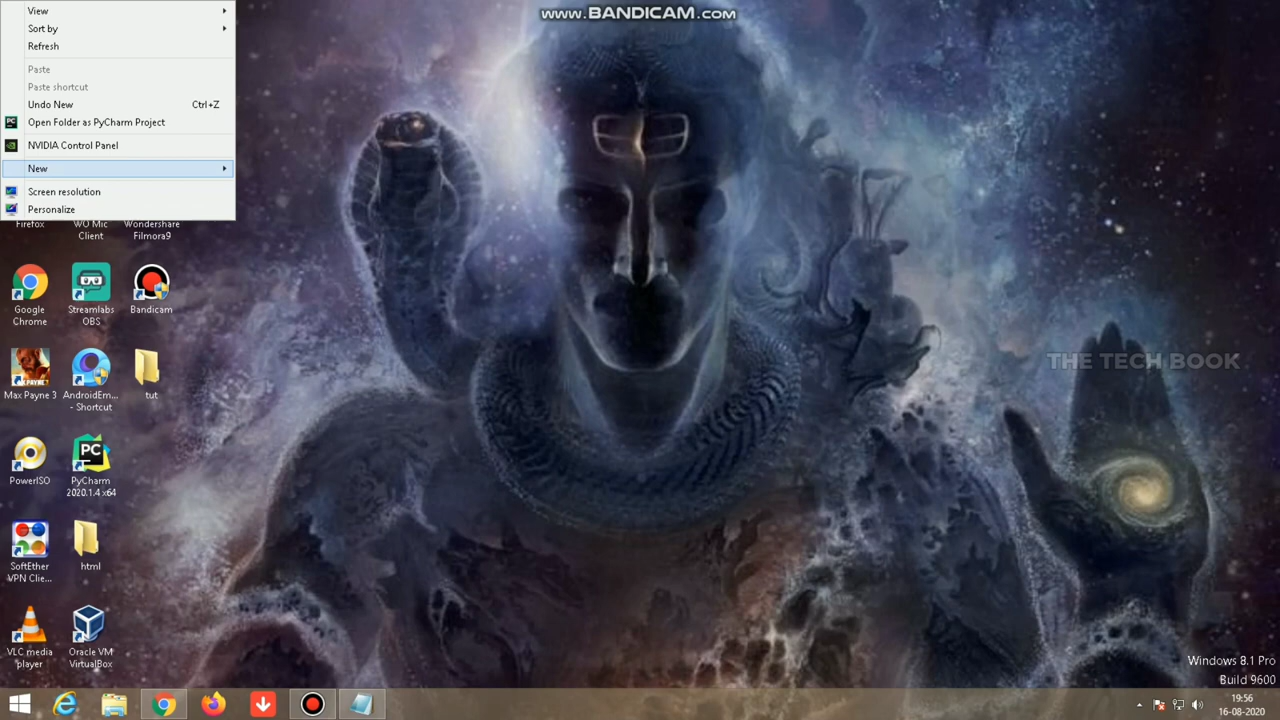 www.BANDICAM.com
View
Sort by
Refresh
Paste
Paste shortcut
Undo New Ctrl+Z
Open Folder as PyCharm Project
NVIDIA Control Panel
New
Screen resolution
Personalize
Firefox
WO Mic
Client
Wondershare
Filmora9
Google
Chrome
Streamlabs
OBS
Bandicam
Max Payne 3
AndroidEm...
- Shortcut
tut
PowerISO
PyCharm
2020.1.4 x64
SoftEther
VPN Clie...
html
VLC media
player
Oracle VM
VirtualBox
THE TECH BOOK
Windows 8.1 Pro
Build 9600
19:56
16-08-2020